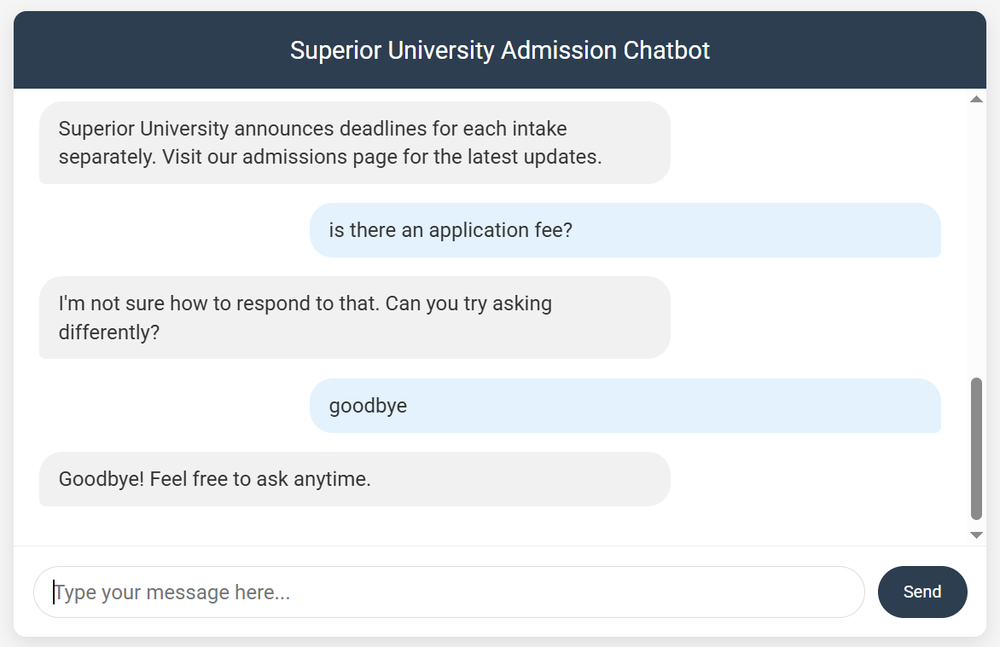 Superior University Admission Chatbot
Superior University announces deadlines for each intake
separately. Visit our admissions page for the latest updates.
is there an application fee?
I'm not sure how to respond to that. Can you try asking
differently?
goodbye
Goodbye! Feel free to ask anytime.
Type your message here...
Send